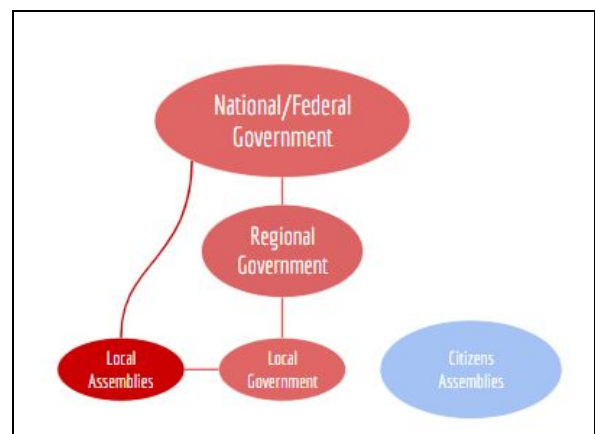 National/Federal
Government
Regional
Government
Local
Assemblies
Local
Government
Citizens
Assemblies